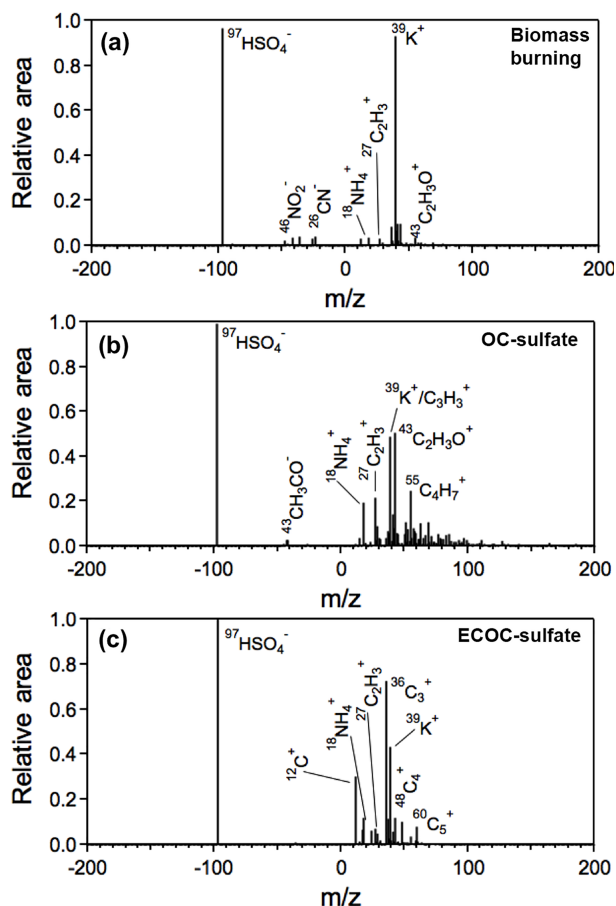 (a)
Biomass
burning
⁹⁷HSO₄⁻
³⁹K⁺
²⁷C₂H₃⁺
¹⁸NH₄⁺
⁴⁶NO₂⁻
²⁶CN⁻
⁴³C₂H₃O⁺
Relative area
1.0
0.8
0.6
0.4
0.2
0.0
-200 -100 0 100 200
m/z
(b)
OC-sulfate
⁹⁷HSO₄⁻
³⁹K⁺/C₃H₃⁺
⁴³C₂H₃O⁺
²⁷C₂H₃⁺
¹⁸NH₄⁺
⁵⁵C₄H₇⁺
⁴³CH₃CO⁻
Relative area
1.0
0.8
0.6
0.4
0.2
0.0
-200 -100 0 100 200
m/z
(c)
ECOC-sulfate
⁹⁷HSO₄⁻
²⁷C₂H₃⁺
³⁶C₃⁺
¹⁸NH₄⁺
³⁹K⁺
¹²C⁺
⁴⁸C₄⁺
⁶⁰C₅⁺
Relative area
1.0
0.8
0.6
0.4
0.2
0.0
-200 -100 0 100 200
m/z